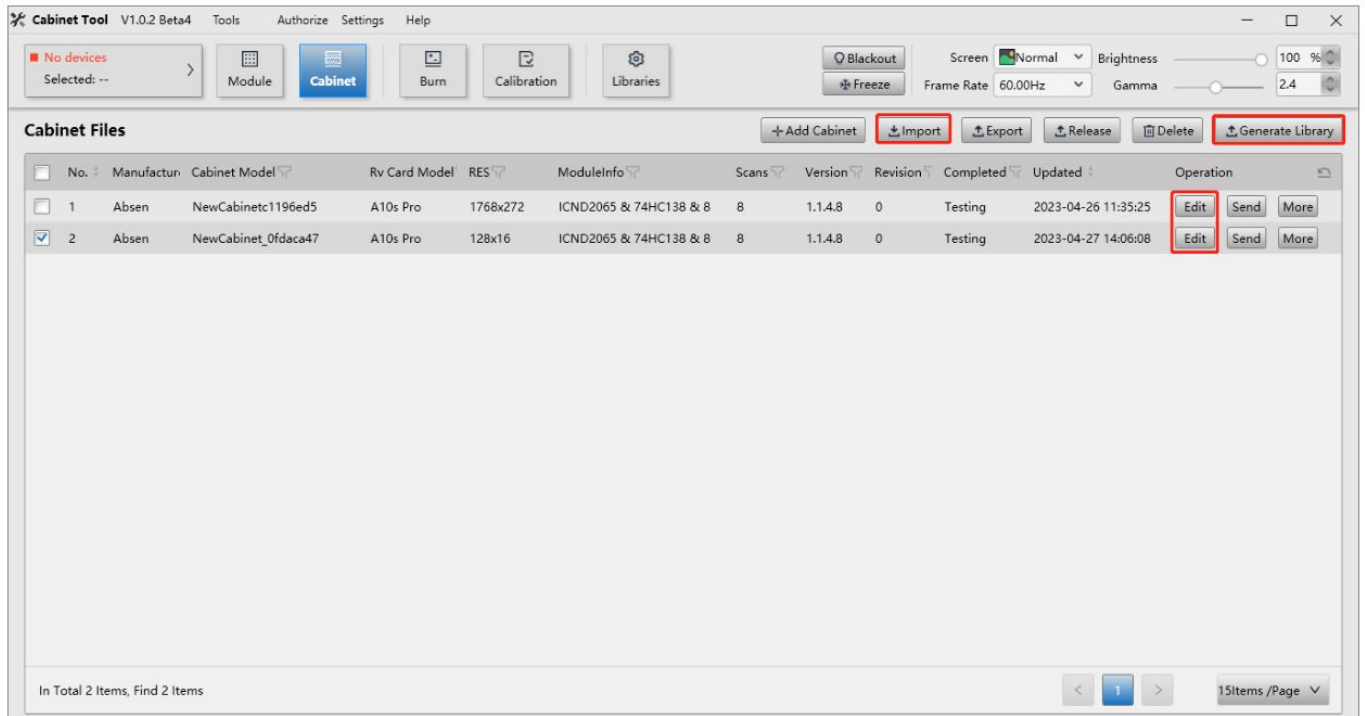 Cabinet Tool V1.0.2 Beta4 Tools Authorize Settings Help
No devices
Selected: --
Module
Cabinet
Burn
Calibration
Libraries
Blackout
Freeze
Screen Normal
Frame Rate 60.00Hz
Brightness 100 %
Gamma 2.4
Cabinet Files
Add Cabinet Import Export Release Delete Generate Library
No. Manufactur Cabinet Model Rv Card Model RES ModuleInfo Scans Version Revision Completed Updated Operation
1 Absen NewCabinetc1196ed5 A10s Pro 1768x272 ICND2065 & 74HC138 & 8 8 1.1.4.8 0 Testing 2023-04-26 11:35:25 Edit Send More
2 Absen NewCabinet_0fdaca47 A10s Pro 128x16 ICND2065 & 74HC138 & 8 8 1.1.4.8 0 Testing 2023-04-27 14:06:08 Edit Send More
In Total 2 Items, Find 2 Items < 1 > 15Items /Page